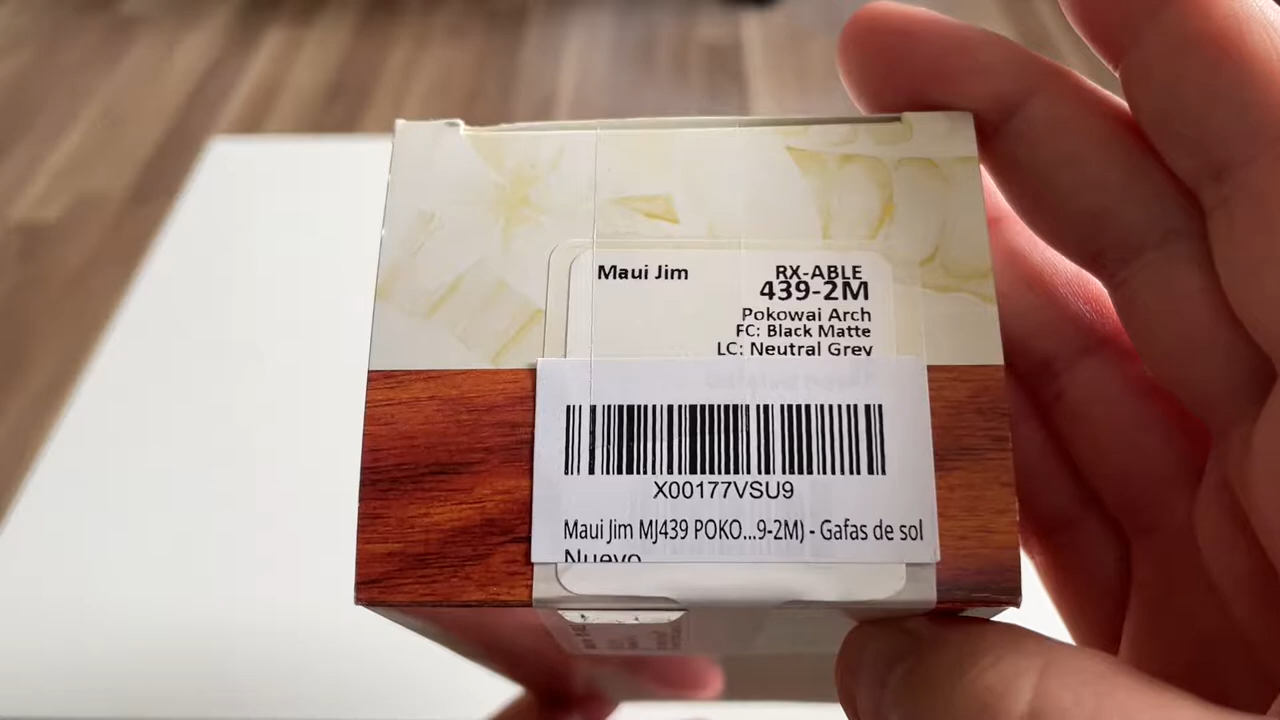 Maui Jim
RX-ABLE
439-2M
Pokowai Arch
FC: Black Matte
LC: Neutral Grey
X00177VSU9
Maui Jim MJ439 POKO...9-2M) - Gafas de sol
Nuevo